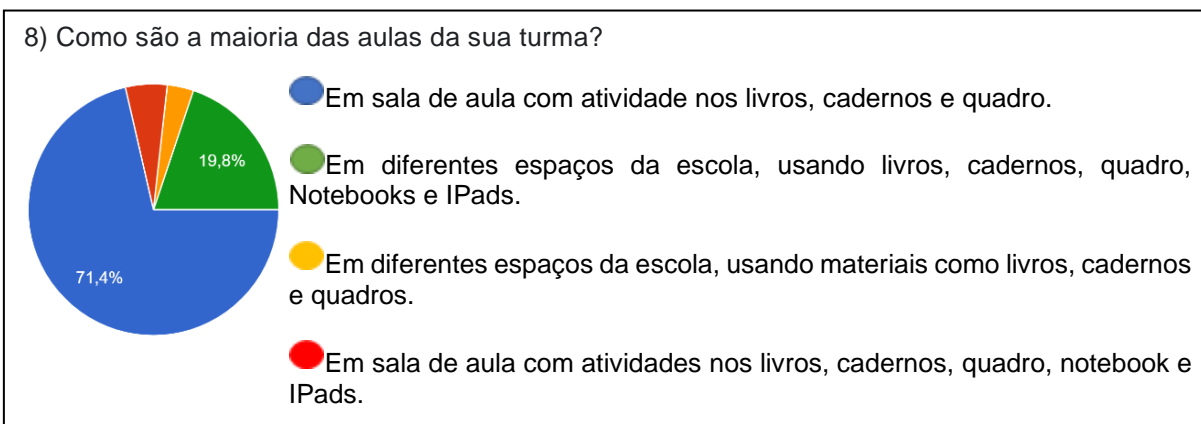 8) Como são a maioria das aulas da sua turma?
19,8%
71,4%
Em sala de aula com atividade nos livros, cadernos e quadro.
Em diferentes espaços da escola, usando livros, cadernos, quadro,
Notebooks e IPads.
Em diferentes espaços da escola, usando materiais como livros, cadernos
e quadros.
Em sala de aula com atividades nos livros, cadernos, quadro, notebook e
IPads.